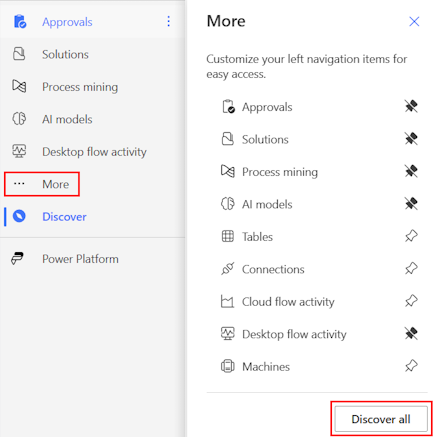 Approvals
Solutions
Process mining
AI models
Desktop flow activity
More
Discover
Power Platform
More
Customize your left navigation items for
easy access.
Approvals
Solutions
Process mining
AI models
Tables
Connections
Cloud flow activity
Desktop flow activity
Machines
Discover all